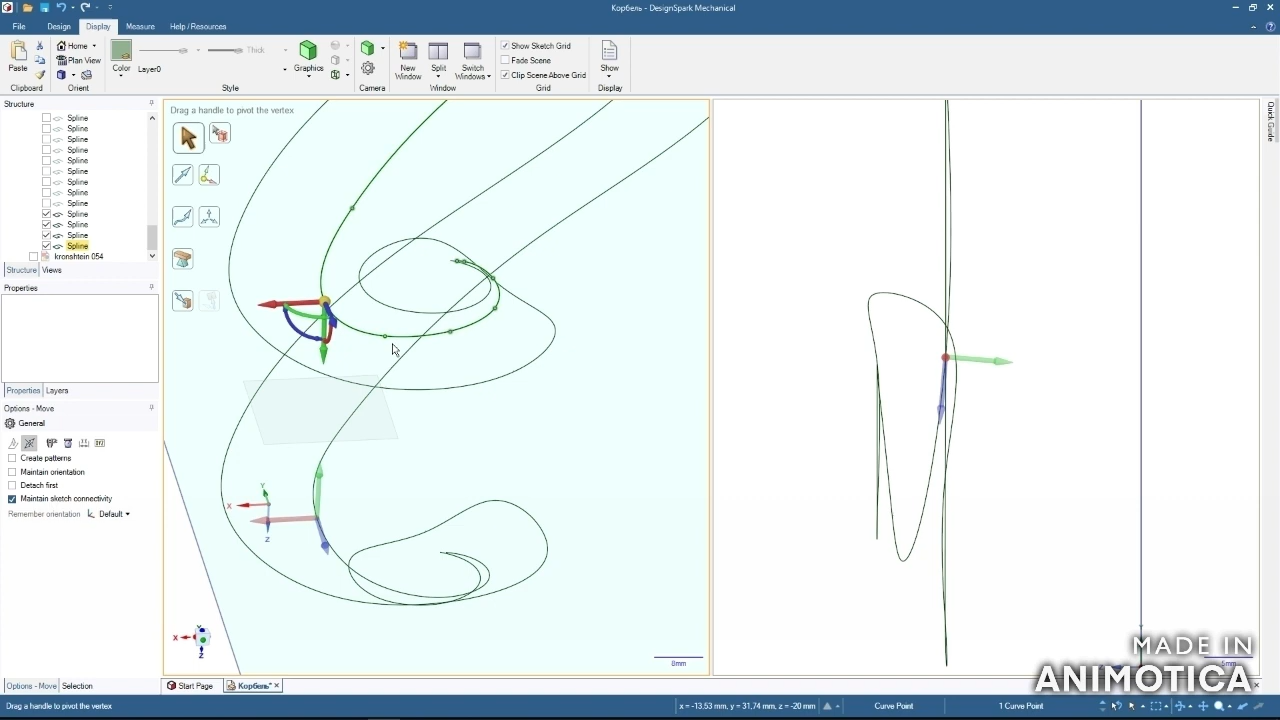 Корбель - DesignSpark Mechanical
File Design Display Measure Help / Resources
Paste
Clipboard
Home
Plan View
Orient
Color
Layer0
Thick
Style
Graphics
Camera
New Window
Split
Switch Windows
Window
Show Sketch Grid
Fade Scene
Clip Scene Above Grid
Grid
Show
Display
Structure
Spline
Spline
Spline
Spline
Spline
Spline
Spline
Spline
Spline
Spline
Spline
Spline
Spline
kronshtein 054
Structure Views
Properties
Properties Layers
Options - Move
General
Create patterns
Maintain orientation
Detach first
Maintain sketch connectivity
Remember orientation Default
Options - Move Selection
Drag a handle to pivot the vertex
X
Y
Z
X
Y
Z
8mm
5mm
Quick Guide
MADE IN
ANIMOTICA
Start Page Корбель*
Drag a handle to pivot the vertex
x = -13,53 mm, y = 31,74 mm, z = -20 mm
Curve Point
1 Curve Point